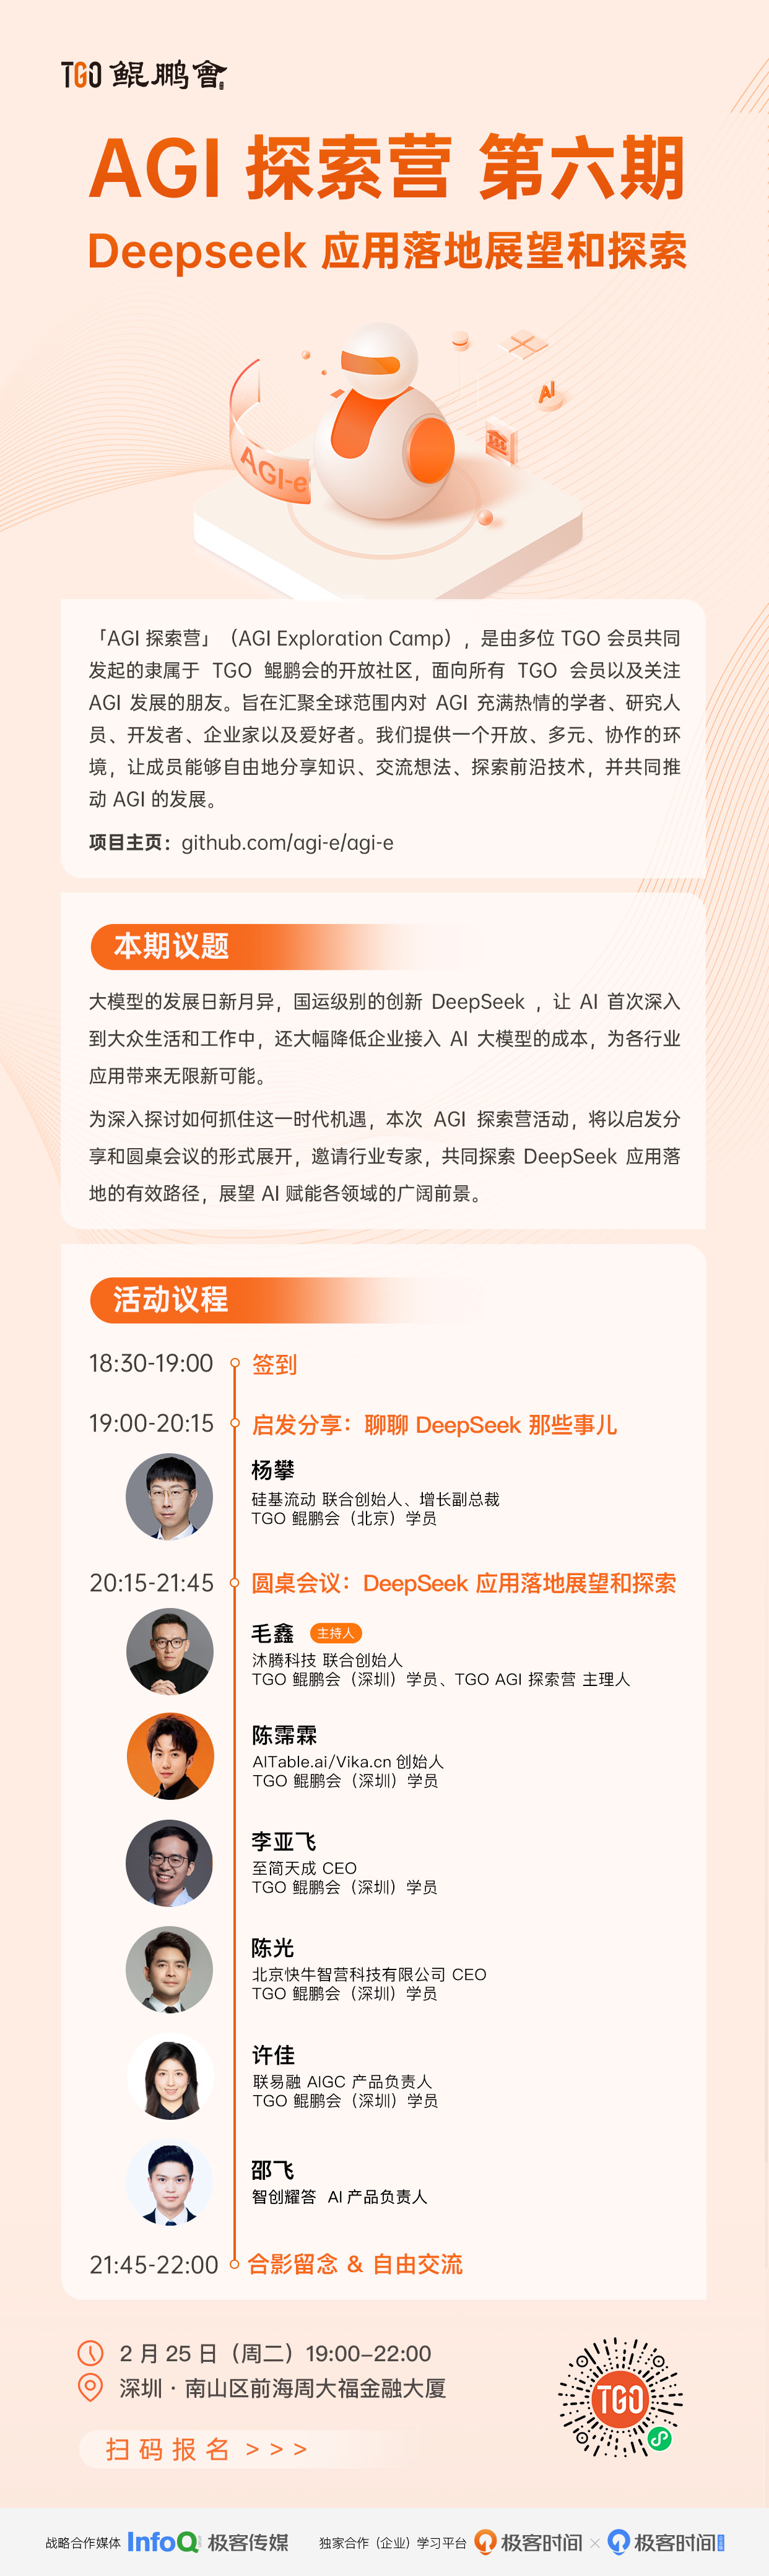 TGO 鲲鹏會
AGI 探索营 第六期
Deepseek 应用落地展望和探索
AI
AGI-e
「AGI 探索营」（AGI Exploration Camp），是由多位 TGO 会员共同
发起的隶属于 TGO 鲲鹏会的开放社区，面向所有 TGO 会员以及关注
AGI 发展的朋友。旨在汇聚全球范围内对 AGI 充满热情的学者、研究人
员、开发者、企业家以及爱好者。我们提供一个开放、多元、协作的环
境，让成员能够自由地分享知识、交流想法、探索前沿技术，并共同推
动 AGI 的发展。
项目主页：github.com/agi-e/agi-e
本期议题
大模型的发展日新月异，国运级别的创新 DeepSeek ，让 AI 首次深入
到大众生活和工作中，还大幅降低企业接入 AI 大模型的成本，为各行业
应用带来无限新可能。
为深入探讨如何抓住这一时代机遇，本次 AGI 探索营活动，将以启发分
享和圆桌会议的形式展开，邀请行业专家，共同探索 DeepSeek 应用落
地的有效路径，展望 AI 赋能各领域的广阔前景。
活动议程
18:30-19:00 签到
19:00-20:15 启发分享：聊聊 DeepSeek 那些事儿
杨攀
硅基流动 联合创始人、增长副总裁
TGO 鲲鹏会（北京）学员
20:15-21:45 圆桌会议：DeepSeek 应用落地展望和探索
毛鑫 主持人
沐腾科技 联合创始人
TGO 鲲鹏会（深圳）学员、TGO AGI 探索营 主理人
陈霈霖
AITable.ai/Vika.cn 创始人
TGO 鲲鹏会（深圳）学员
李亚飞
至简天成 CEO
TGO 鲲鹏会（深圳）学员
陈光
北京快牛智营科技有限公司 CEO
TGO 鲲鹏会（深圳）学员
许佳
联易融 AIGC 产品负责人
TGO 鲲鹏会（深圳）学员
邵飞
智创耀答 AI 产品负责人
21:45-22:00 合影留念 & 自由交流
2 月 25 日（周二）19:00-22:00
深圳 · 南山区前海周大福金融大厦
TGO
扫码报名 > > >
战略合作媒体 InfoQ 极客传媒 独家合作（企业）学习平台 极客时间 × 极客时间